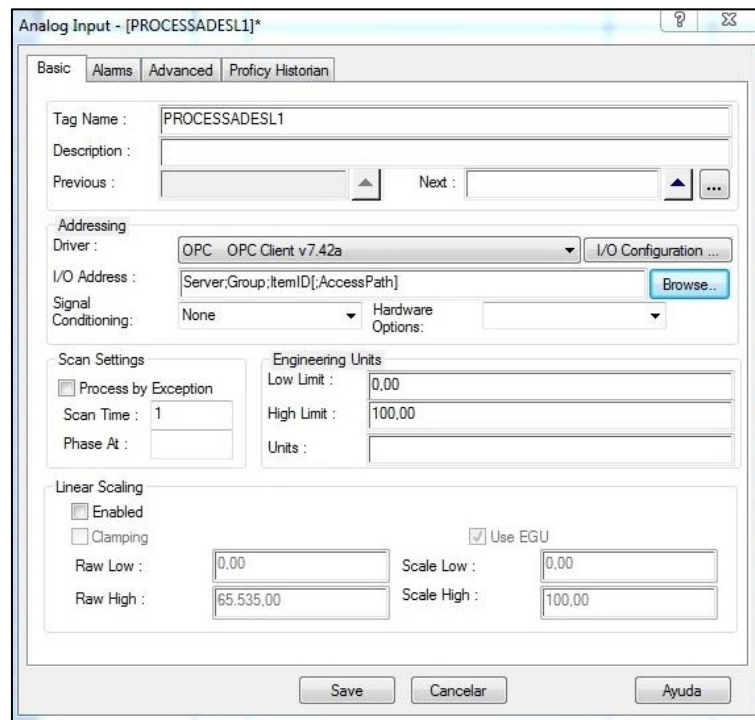 Analog Input - [PROCESSADESL1]*
Basic Alarms Advanced Proficy Historian
Tag Name : PROCESSADESL1
Description :
Previous : Next : ...
Addressing
Driver : OPC OPC Client v7.42a I/O Configuration ...
I/O Address : Server;Group;ItemID[;AccessPath] Browse..
Signal Conditioning: None Hardware Options:
Scan Settings
Process by Exception
Scan Time : 1
Phase At :
Engineering Units
Low Limit : 0,00
High Limit : 100,00
Units :
Linear Scaling
Enabled
Clamping Use EGU
Raw Low : 0,00 Scale Low : 0,00
Raw High : 65.535,00 Scale High : 100,00
Save Cancelar Ayuda